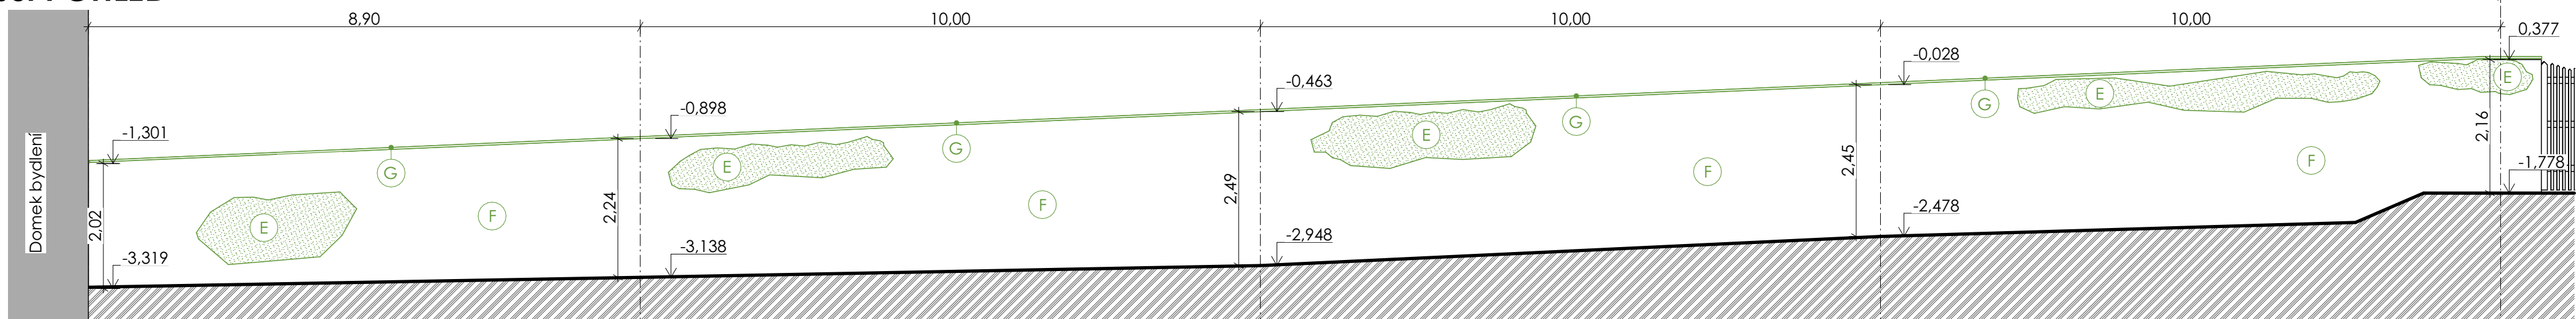 8,90 10,00 10,00 10,00
0,377
-0,028
-0,463
-0,898
-1,301
E E E E E
G G G G
F F F F
2,02 2,24 2,49 2,45 2,16
-1,778
-2,478
-2,948
-3,138
-3,319
Domek bydlení